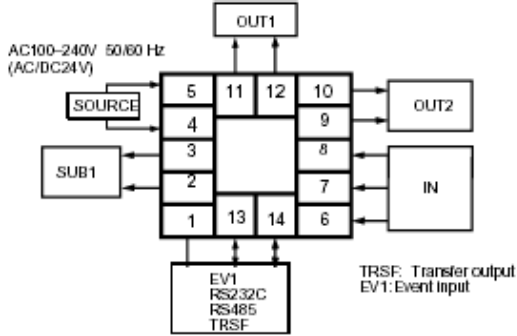 OUT1
AC100–240V 50/60 Hz
(AC/DC24V)
5 11 12 10
SOURCE
OUT2
4 9
3 8
SUB1
2 7
IN
1 13 14 6
EV1
RS232C
RS485
TRSF
TRSF: Transfer output
EV1: Event input